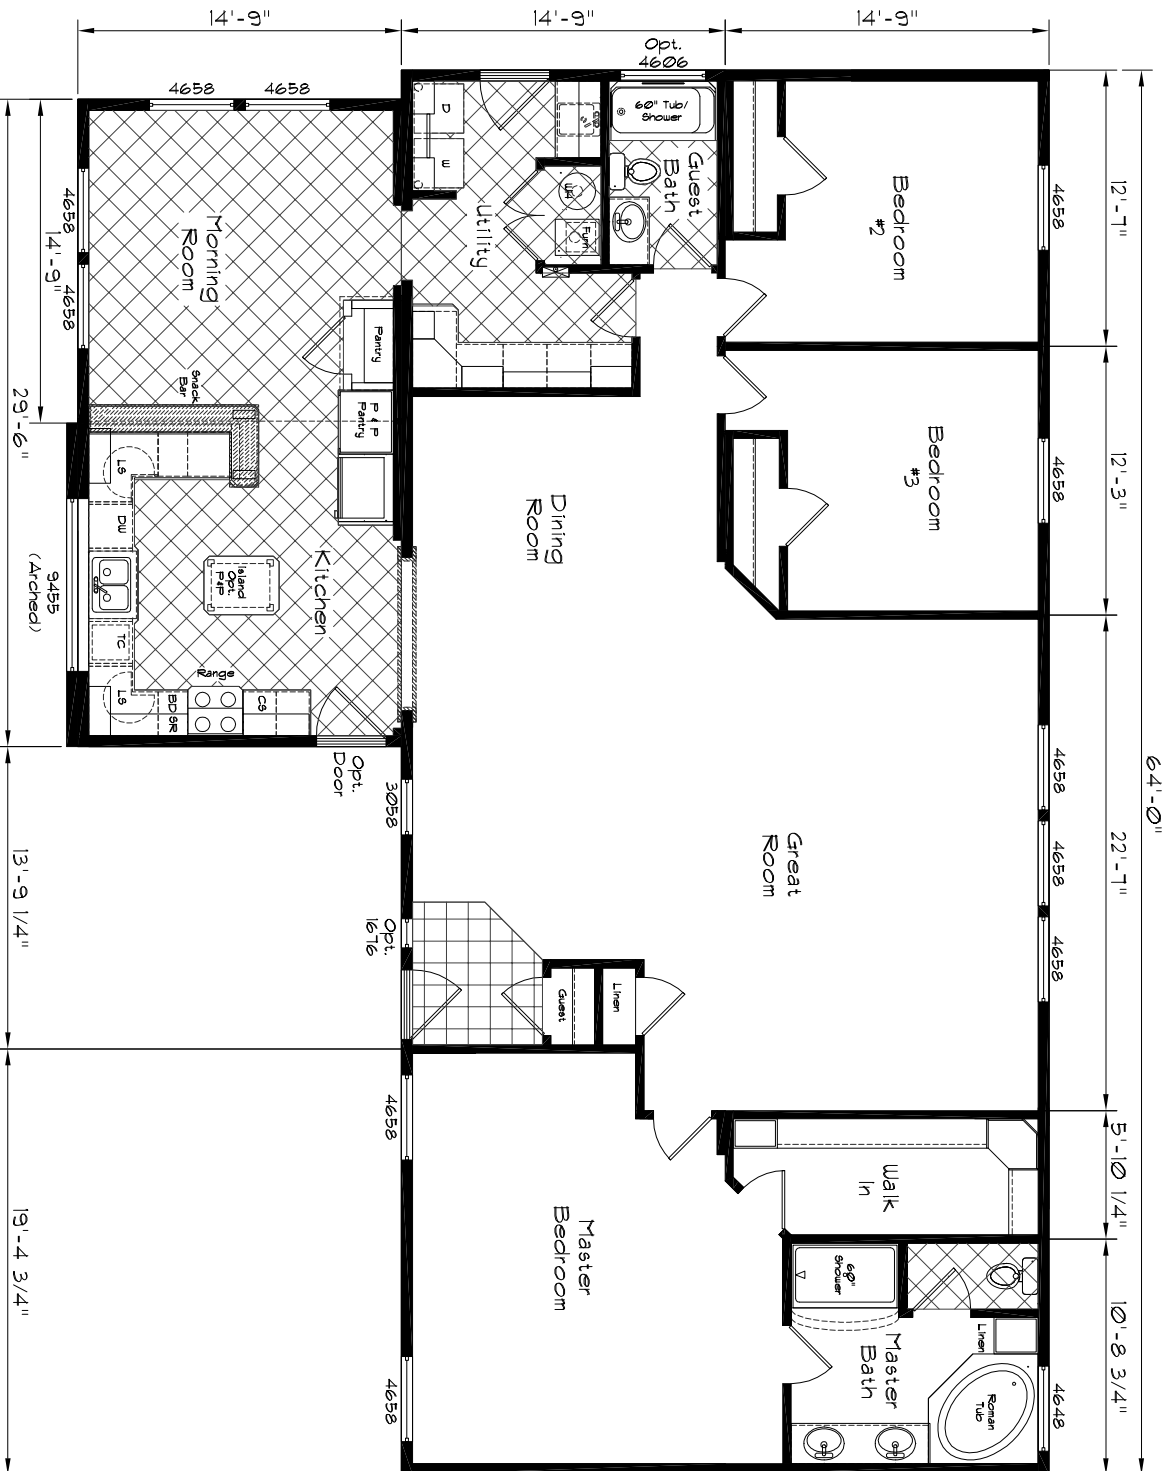 14'-9"
14'-9"
14'-9"
Opt.
4606
4658
4658
D
W
60" Tub/
Shower
Guest
Bath
Bedroom
#2
4658
12'-7"
4658
4658
14'-9"
Morning
Room
Utility
WH
Furn
Pantry
P & P
Pantry
Snack
Bar
29'-6"
LS
DW
TC
LS
BDSR
Range
CS
Island
Opt.
P&P
Kitchen
9455
(Arched)
Opt.
Door
Dining
Room
Bedroom
#3
4658
12'-3"
64'-0"
Great
Room
4658
4658
4658
22'-7"
3058
Opt.
1676
13'-9 1/4"
Guest
Linen
4658
Master
Bedroom
4658
19'-4 3/4"
Walk
In
5'-10 1/4"
60"
Shower
Master
Bath
Linen
Roman
Tub
4648
10'-8 3/4"